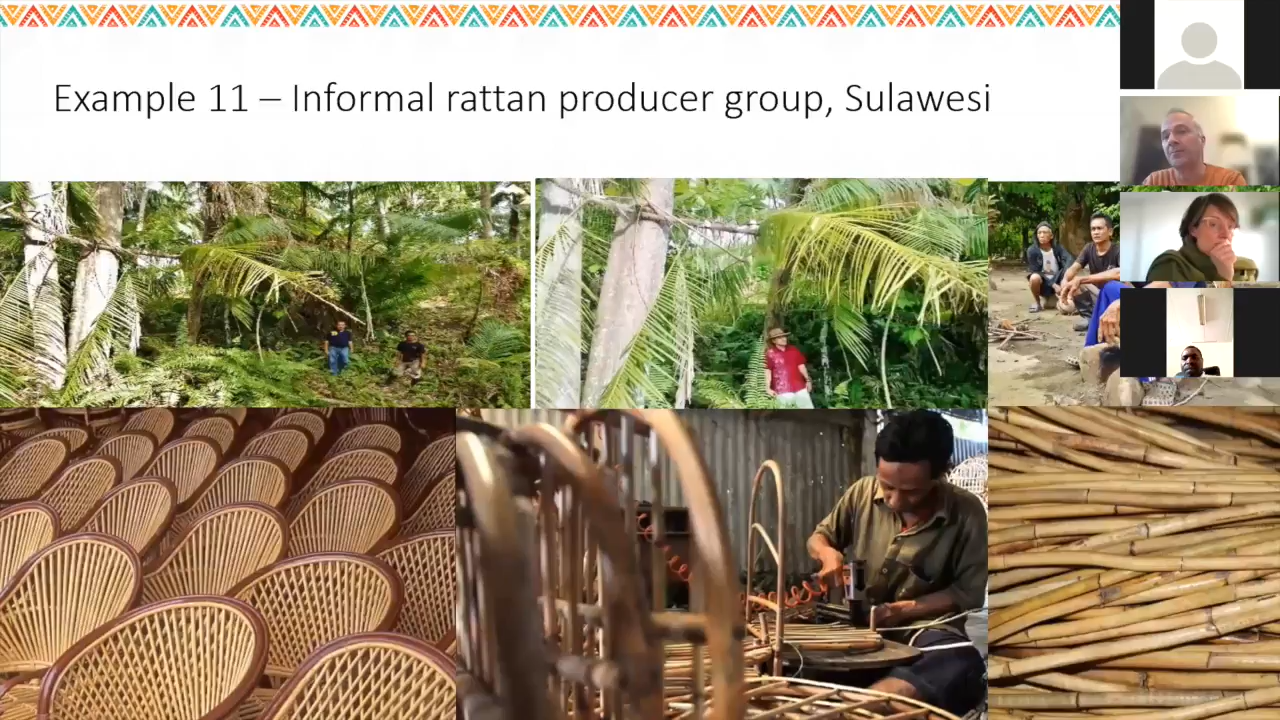 Example 11 – Informal rattan producer group, Sulawesi